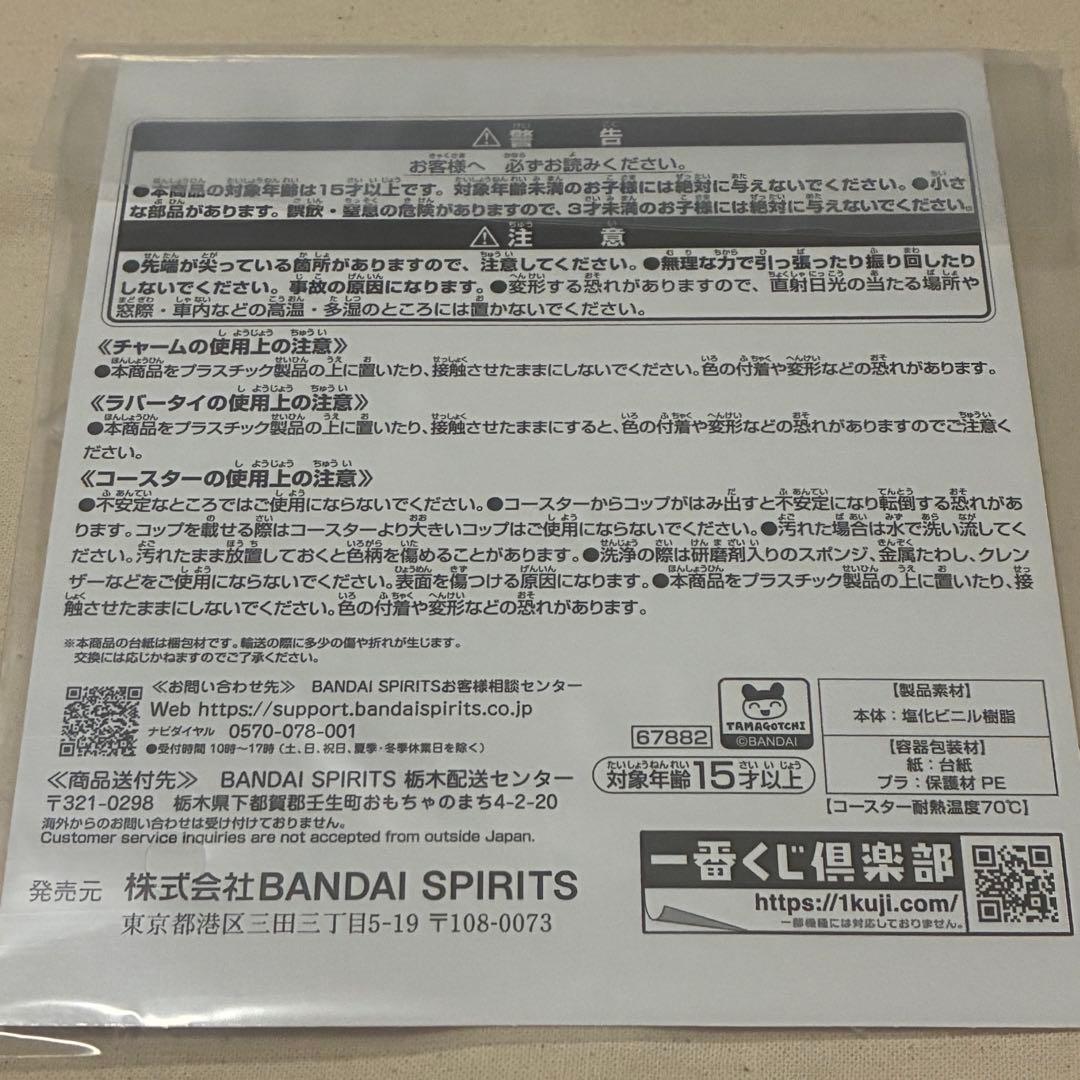 ⚠警告
お客様へ 必ずお読みください。
●本商品の対象年齢は15才以上です。対象年齢未満のお子様には絶対に与えないでください。●小さ
な部品があります。誤飲・窒息の危険がありますので、3才未満のお子様には絶対に与えないでください。
⚠注意
●先端が尖っている箇所がありますので、注意してください。●無理な力で引っ張ったり振り回したり
しないでください。事故の原因になります。●変形する恐れがありますので、直射日光の当たる場所や
窓際・車内などの高温・多湿のところには置かないでください。
《チャームの使用上の注意》
●本商品をプラスチック製品の上に置いたり、接触させたままにしないでください。色の付着や変形などの恐れがあります。
《ラバータイの使用上の注意》
●本商品をプラスチック製品の上に置いたり、接触させたままにすると、色の付着や変形などの恐れがありますのでご注意く
ださい。
《コースターの使用上の注意》
●不安定なところではご使用にならないでください。●コースターからコップがはみ出すと不安定になり転倒する恐れがあ
ります。コップを載せる際はコースターより大きいコップはご使用にならないでください。●汚れた場合は水で洗い流してく
ださい。汚れたまま放置しておくと色柄を傷めることがあります。●洗浄の際は研磨剤入りのスポンジ、金属たわし、クレン
ザーなどをご使用にならないでください。表面を傷つける原因になります。●本商品をプラスチック製品の上に置いたり、接
触させたままにしないでください。色の付着や変形などの恐れがあります。
※本商品の台紙は梱包材です。輸送の際に多少の傷や折れが生じます。
交換には応じかねますのでご了承ください。
≪お問い合わせ先≫ BANDAI SPIRITSお客様相談センター
Web https://support.bandaispirits.co.jp
ナビダイヤル 0570-078-001
●受付時間 10時〜17時(土、日、祝日、夏季・冬季休業日を除く)
≪商品送付先≫ BANDAI SPIRITS 栃木配送センター
〒321-0298 栃木県下都賀郡壬生町おもちゃのまち4-2-20
海外からのお問い合わせは受け付けておりません。
Customer service inquiries are not accepted from outside Japan.
発売元 株式会社BANDAI SPIRITS
東京都港区三田三丁目5-19 〒108-0073
67882
TAMAGOTCHI
©BANDAI
対象年齢15才以上
【製品素材】
本体:塩化ビニル樹脂
【容器包装材】
紙:台紙
プラ:保護材 PE
【コースター耐熱温度70℃】
一番くじ倶楽部
https://1kuji.com/
一部機種には対応しておりません。